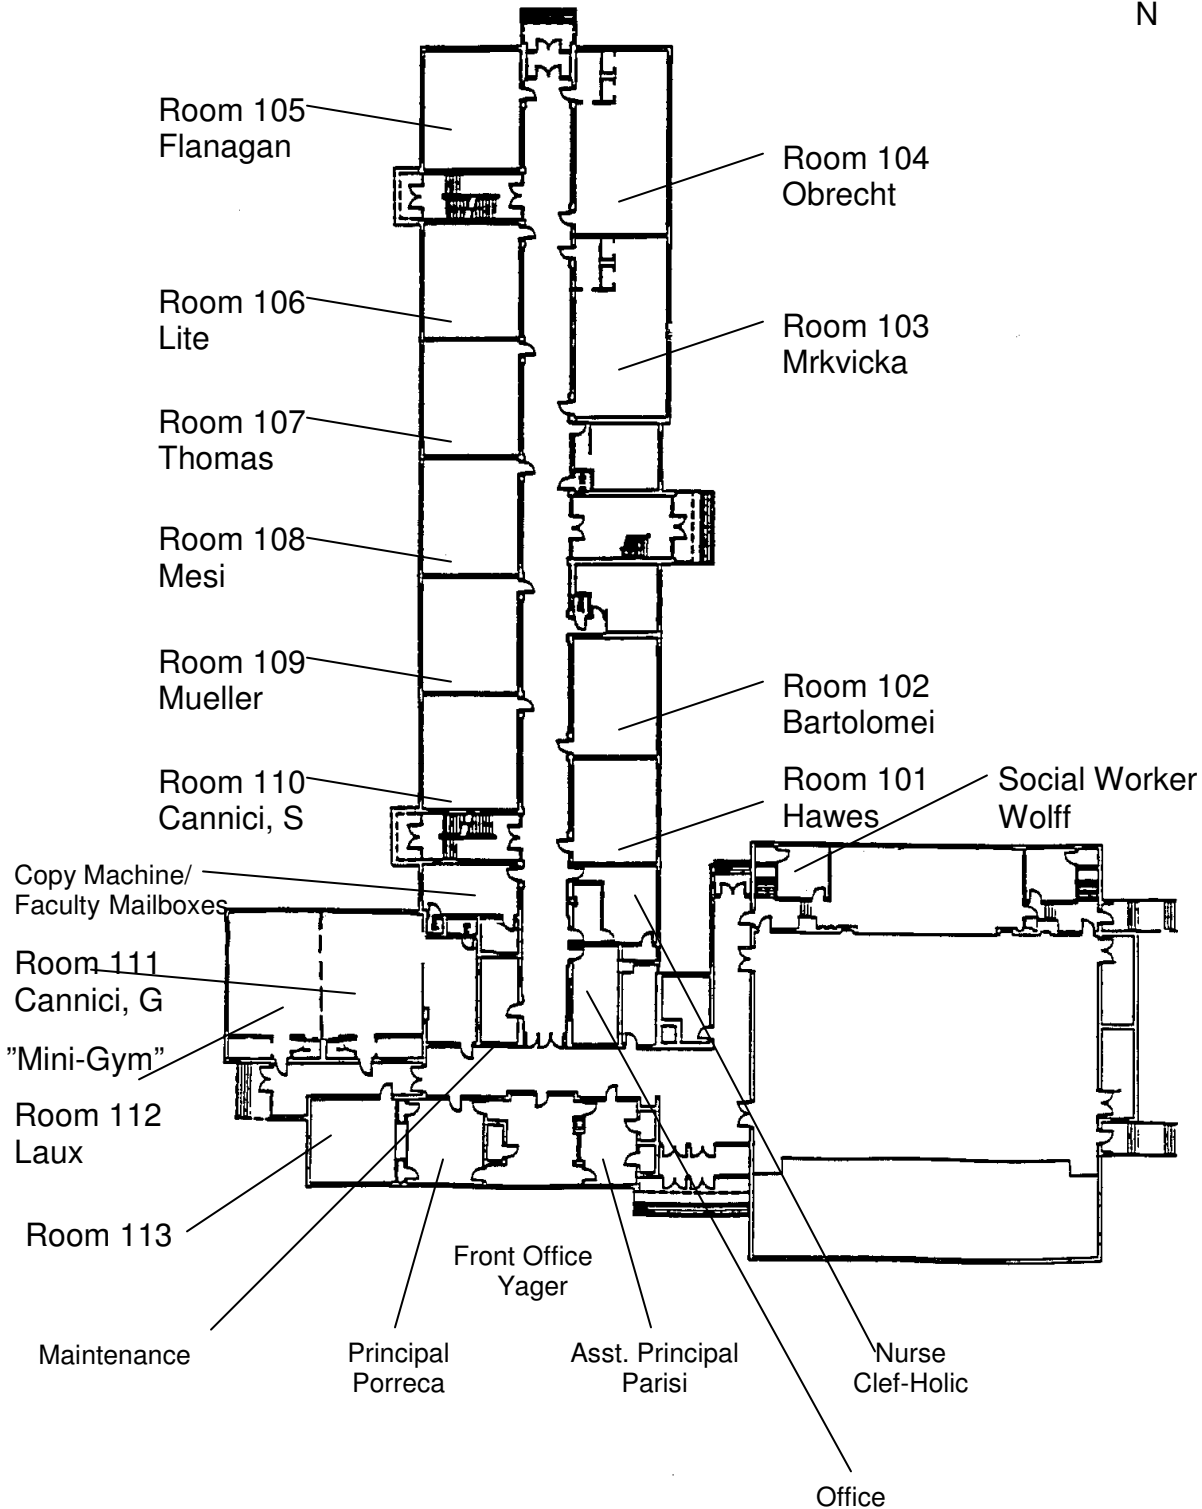 N
Room 105
Flanagan
Room 104
Obrecht
Room 106
Lite
Room 103
Mrkvicka
Room 107
Thomas
Room 108
Mesi
Room 109
Mueller
Room 102
Bartolomei
Room 110
Cannici, S
Room 101
Hawes
Social Worker
Wolff
Copy Machine/
Faculty Mailboxes
Room 111
Cannici, G
”Mini-Gym”
Room 112
Laux
Room 113
Front Office
Yager
Maintenance
Principal
Porreca
Asst. Principal
Parisi
Nurse
Clef-Holic
Office